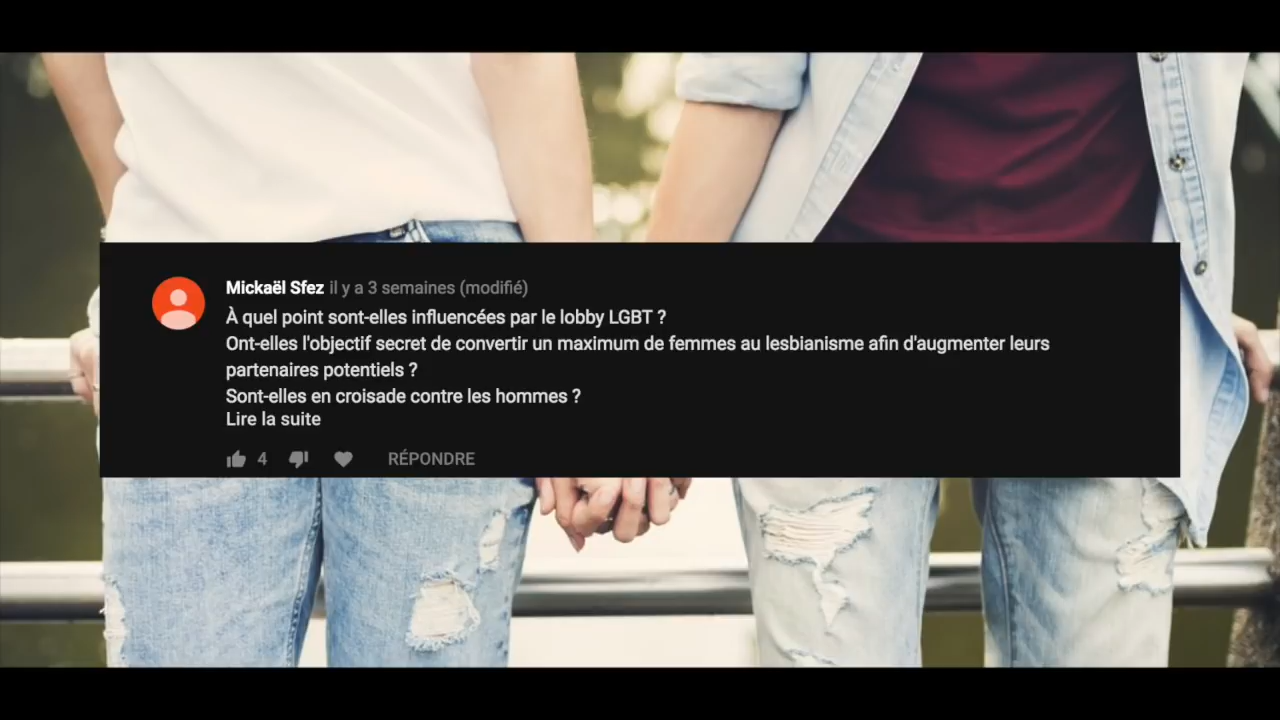 Mickaël Sfez il y a 3 semaines (modifié)
À quel point sont-elles influencées par le lobby LGBT ?
Ont-elles l'objectif secret de convertir un maximum de femmes au lesbianisme afin d'augmenter leurs
partenaires potentiels ?
Sont-elles en croisade contre les hommes ?
Lire la suite
4 RÉPONDRE